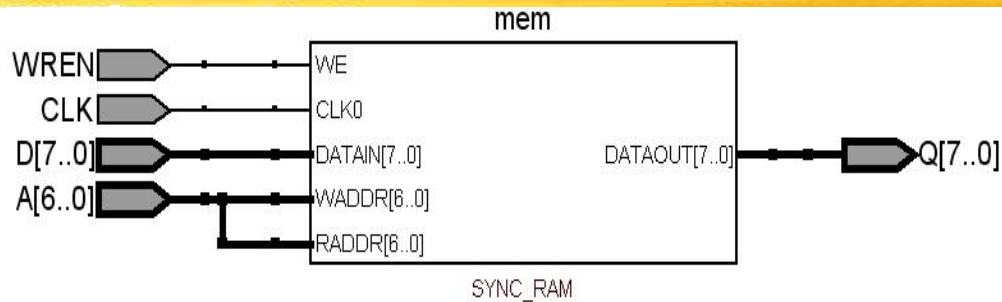 mem
WREN WE
CLK CLK0
D[7..0] DATAIN[7..0] DATAOUT[7..0] Q[7..0]
A[6..0] WADDR[6..0]
RADDR[6..0]
SYNC_RAM